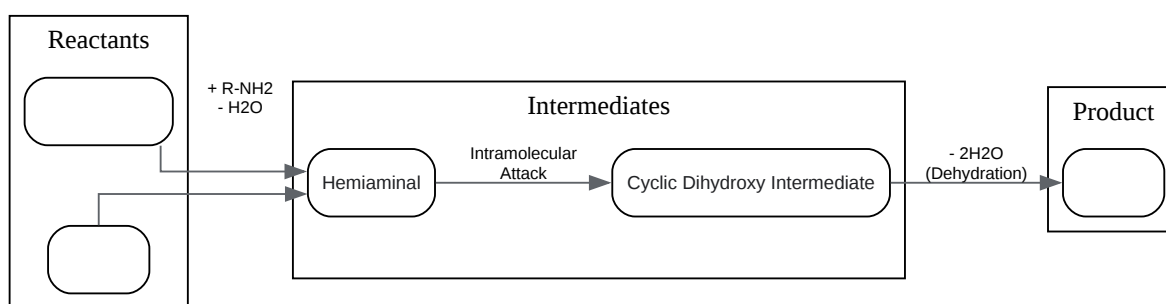 Reactants
+ R-NH2
- H2O
Intermediates
Hemiaminal
Intramolecular
Attack
Cyclic Dihydroxy Intermediate
- 2H2O
(Dehydration)
Product